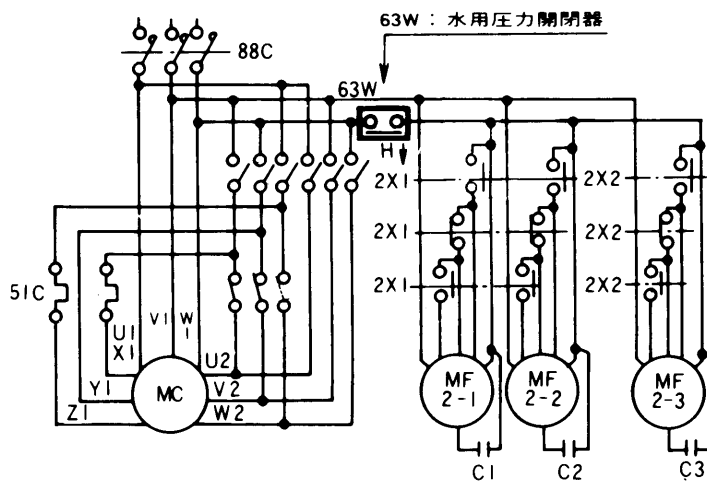 63W：水用圧力開閉器
88C
63W
H
2X1
2X2
2X2
2X1
2X2
2X2
2X1
2X2
51C
U1
X1
V1
W1
U2
V2
W2
Y1
Z1
MC
MF
2-1
MF
2-2
MF
2-3
C1
C2
C3